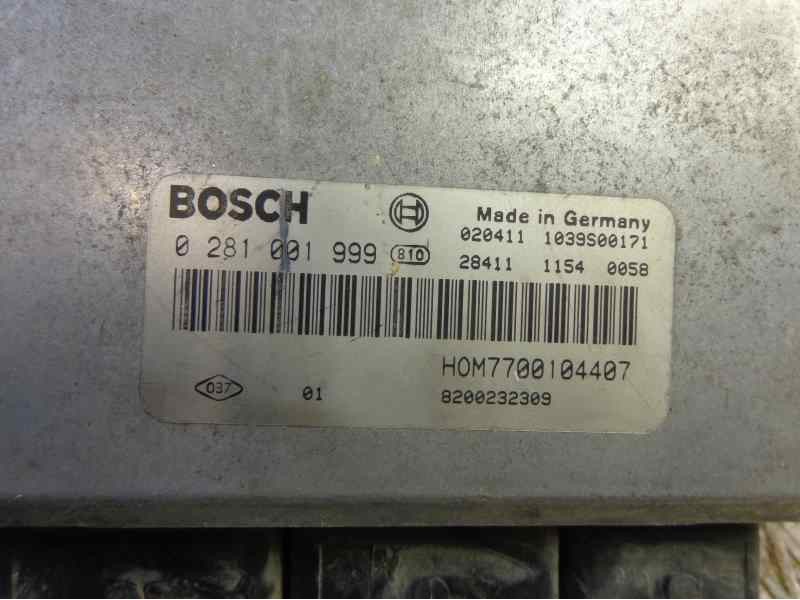 BOSCH
Made in Germany
0 281 001 999 810
020411 1039S00171
28411 1154 0058
HOM7700104407
037 01
8200232309